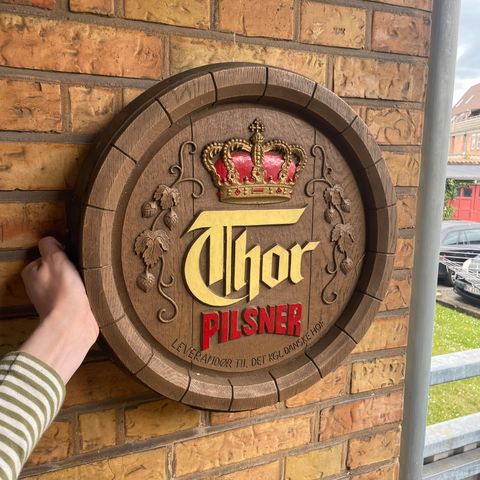 Thor
PILSNER
LEVERANDØR TIL DET KGL. DANSKE HOF